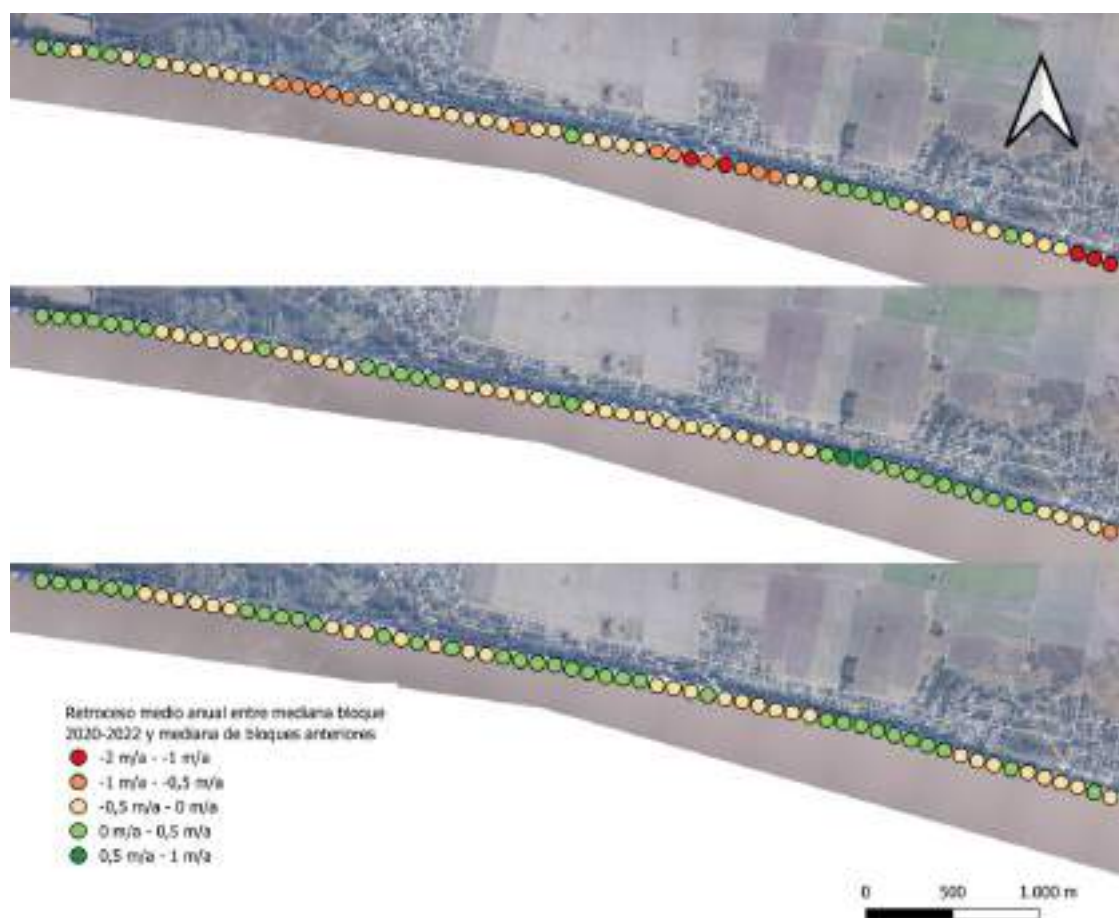 Retroceso medio anual entre mediana bloque
2020-2022 y mediana de bloques anteriores
-2 m/a - -1 m/a
-1 m/a - -0,5 m/a
-0,5 m/a - 0 m/a
0 m/a - 0,5 m/a
0,5 m/a - 1 m/a
0 500 1.000 m